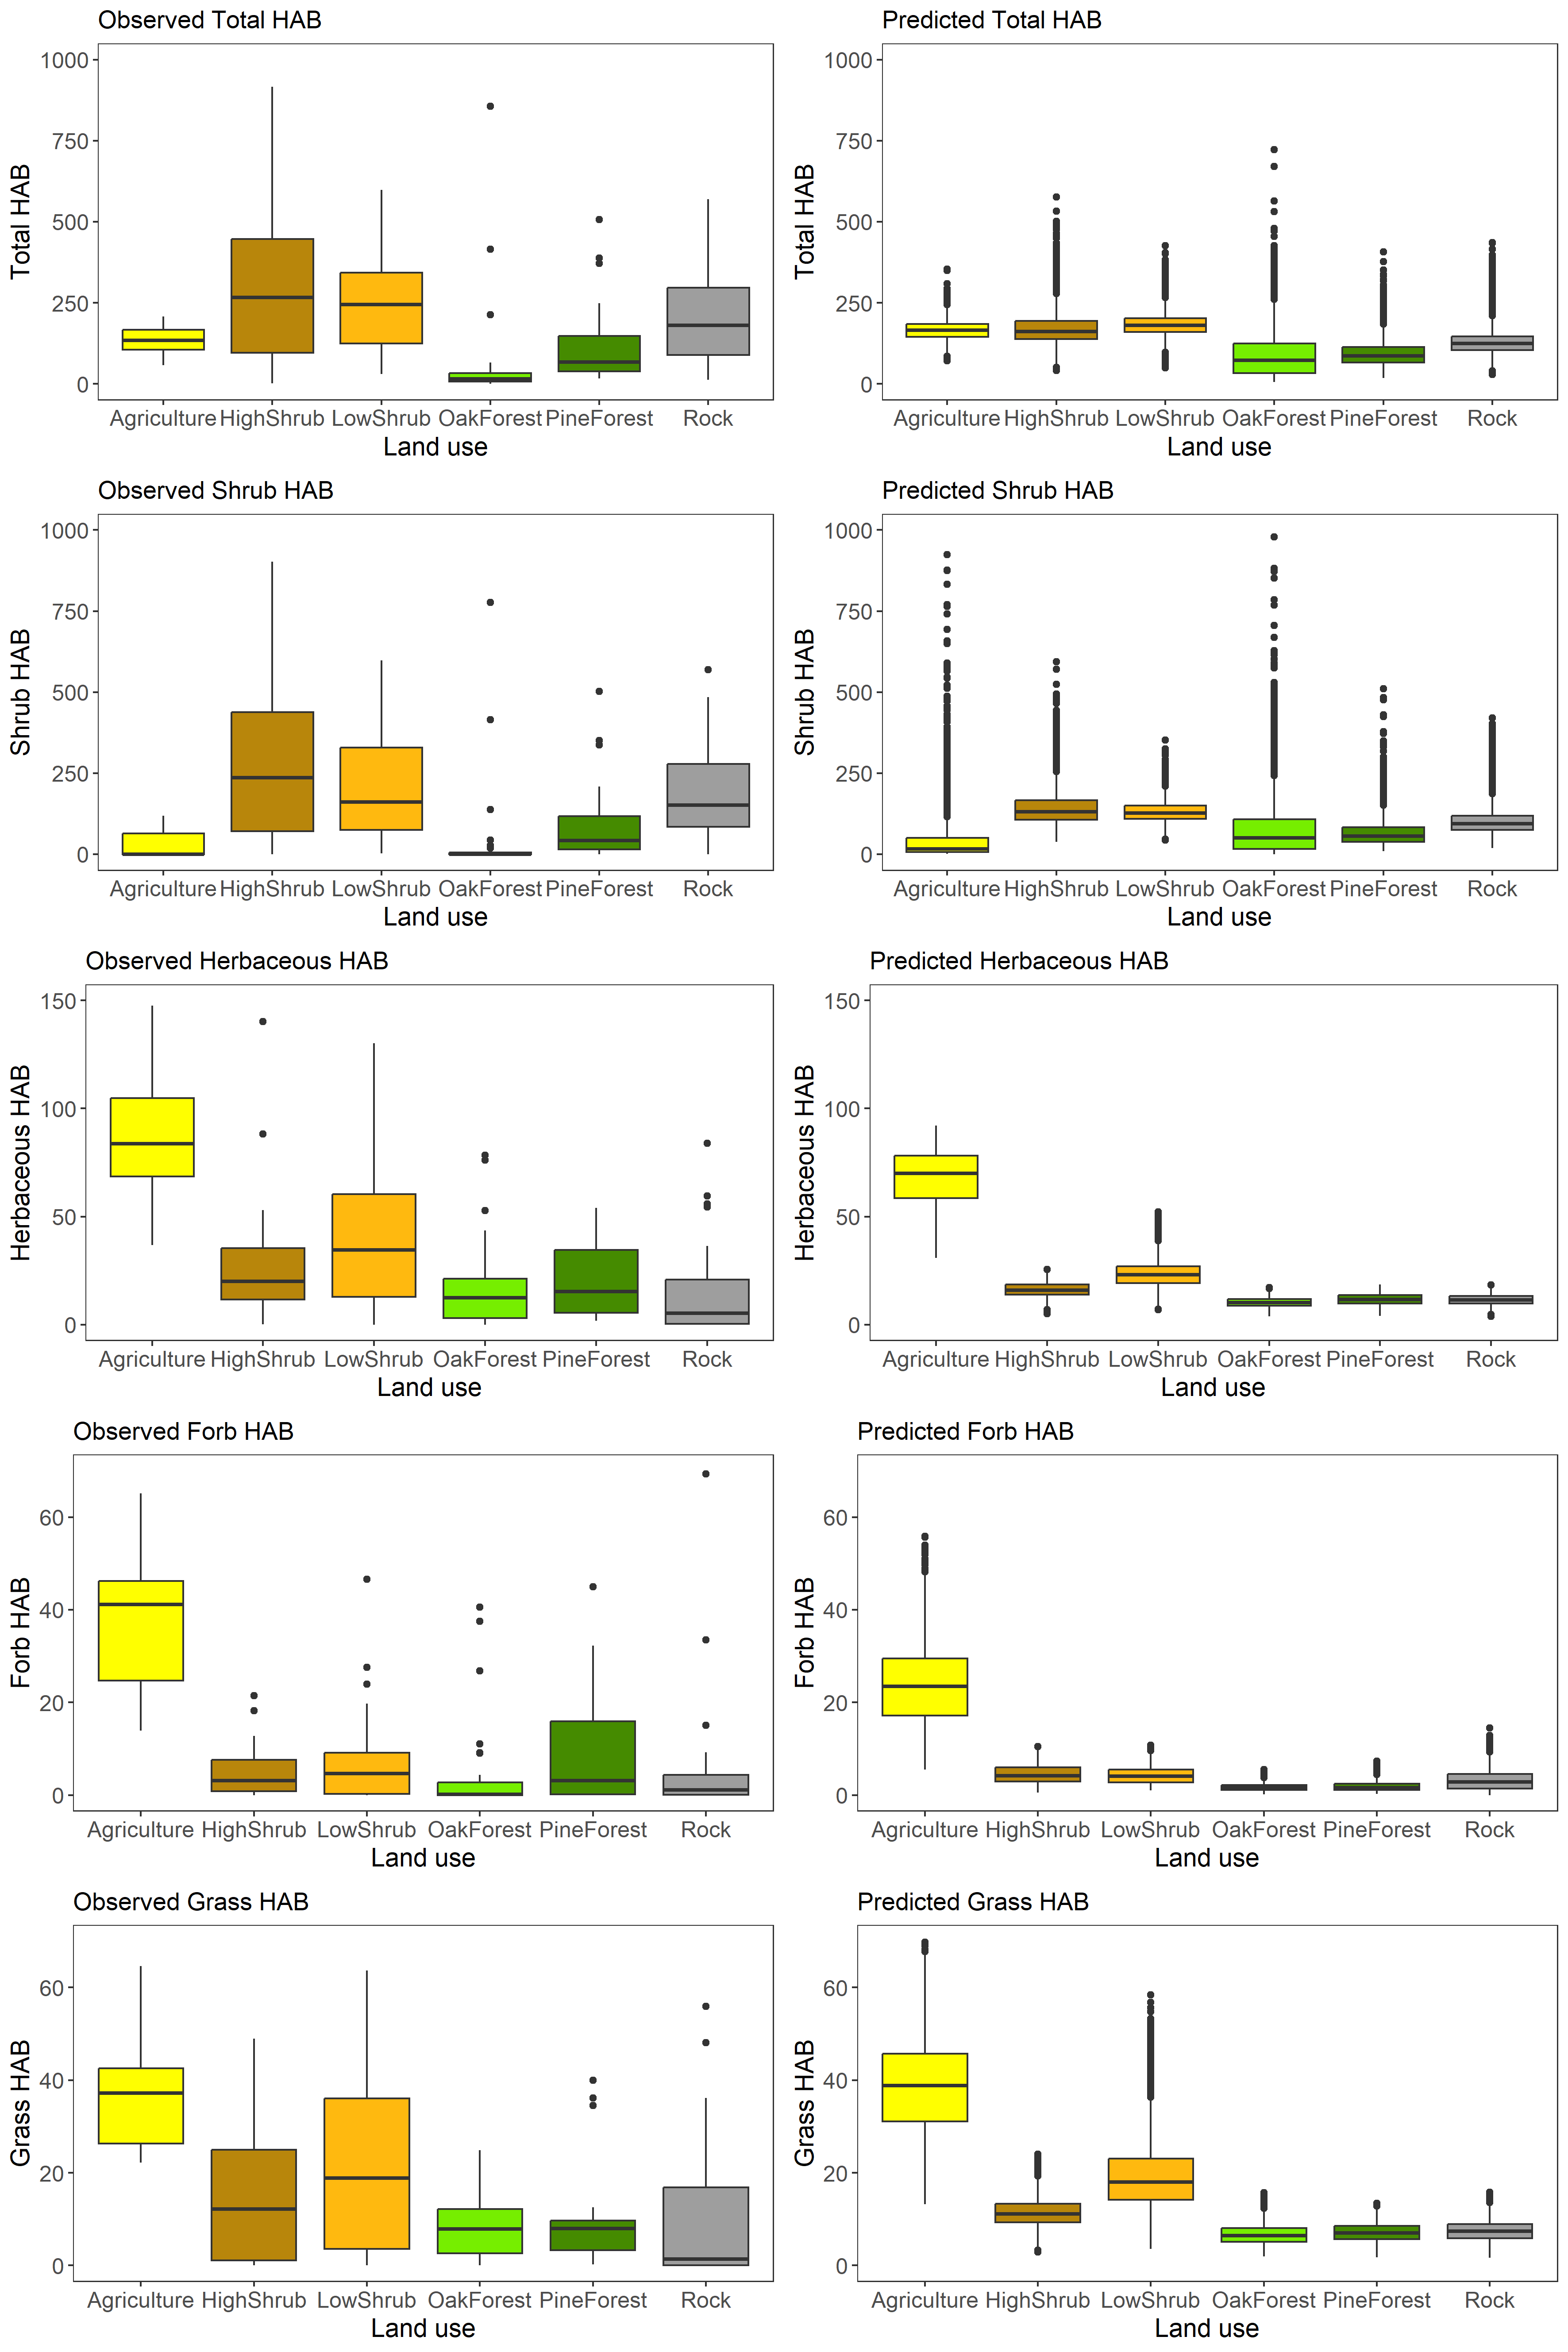 Observed Total HAB
Total HAB
1000
750
500
250
0
Agriculture HighShrub LowShrub OakForest PineForest Rock
Land use
Predicted Total HAB
Total HAB
1000
750
500
250
0
Agriculture HighShrub LowShrub OakForest PineForest Rock
Land use
Observed Shrub HAB
Shrub HAB
1000
750
500
250
0
Agriculture HighShrub LowShrub OakForest PineForest Rock
Land use
Predicted Shrub HAB
Shrub HAB
1000
750
500
250
0
Agriculture HighShrub LowShrub OakForest PineForest Rock
Land use
Observed Herbaceous HAB
Herbaceous HAB
150
100
50
0
Agriculture HighShrub LowShrub OakForest PineForest Rock
Land use
Predicted Herbaceous HAB
Herbaceous HAB
150
100
50
0
Agriculture HighShrub LowShrub OakForest PineForest Rock
Land use
Observed Forb HAB
Forb HAB
60
40
20
0
Agriculture HighShrub LowShrub OakForest PineForest Rock
Land use
Predicted Forb HAB
Forb HAB
60
40
20
0
Agriculture HighShrub LowShrub OakForest PineForest Rock
Land use
Observed Grass HAB
Grass HAB
60
40
20
0
Agriculture HighShrub LowShrub OakForest PineForest Rock
Land use
Predicted Grass HAB
Grass HAB
60
40
20
0
Agriculture HighShrub LowShrub OakForest PineForest Rock
Land use